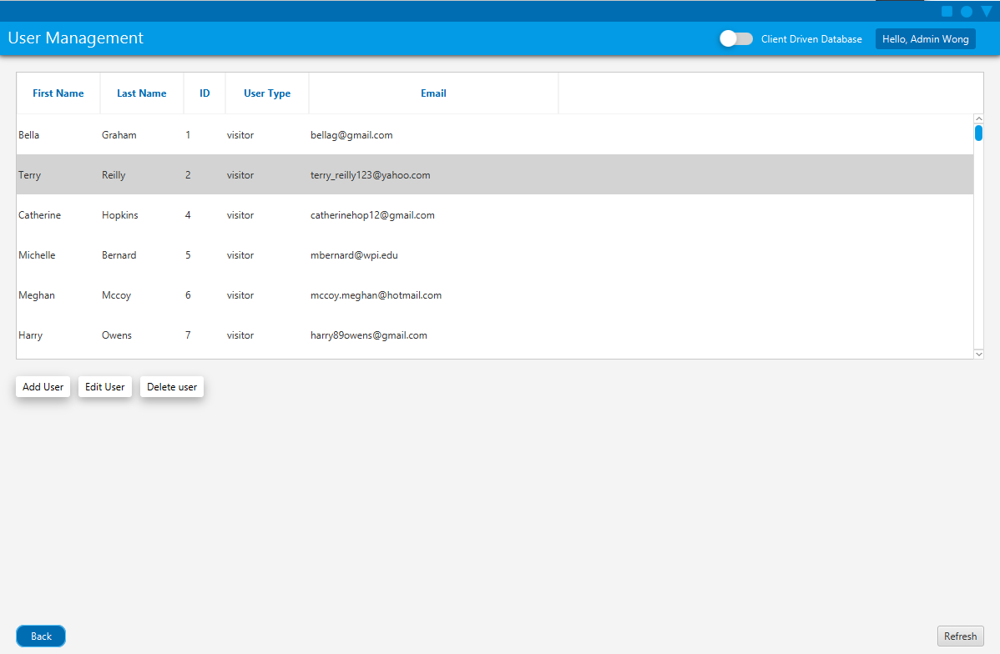 User Management
Client Driven Database Hello, Admin Wong
First Name Last Name ID User Type Email
Bella Graham 1 visitor bellag@gmail.com
Terry Reilly 2 visitor terry_reilly123@yahoo.com
Catherine Hopkins 4 visitor catherinehop12@gmail.com
Michelle Bernard 5 visitor mbernard@wpi.edu
Meghan Mccoy 6 visitor mccoy.meghan@hotmail.com
Harry Owens 7 visitor harry89owens@gmail.com
Add User Edit User Delete user
Back Refresh